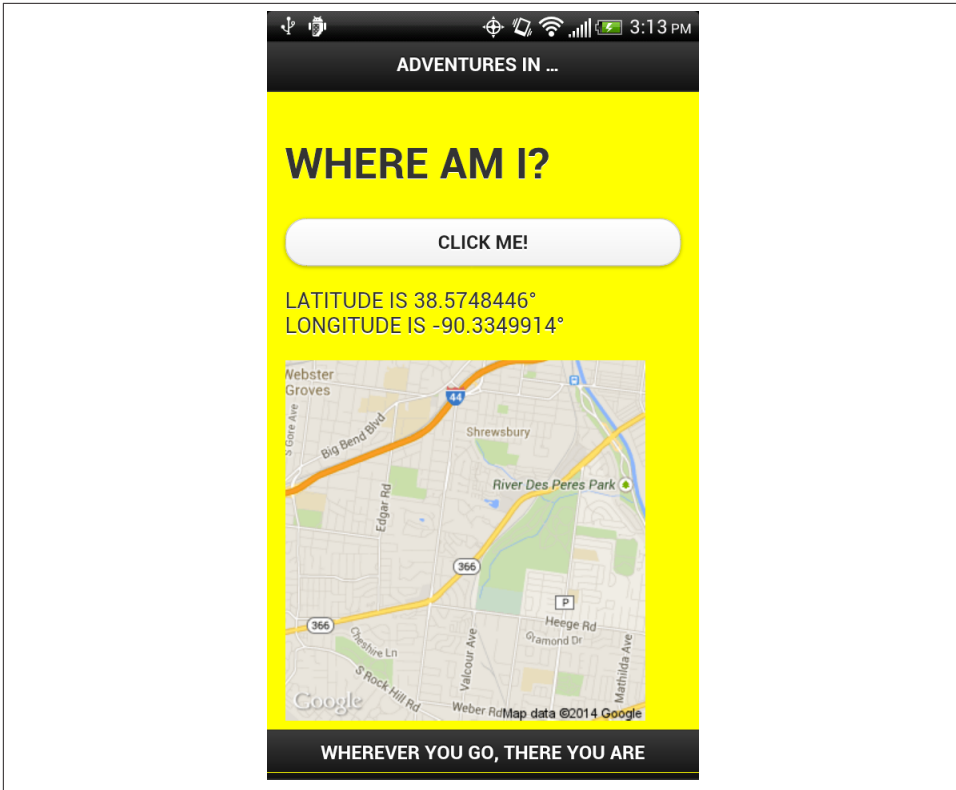 3:13 PM
ADVENTURES IN ...
WHERE AM I?
CLICK ME!
LATITUDE IS 38.5748446°
LONGITUDE IS -90.3349914°
Webster
Groves
44
S Gore Ave
Big Bend Blvd
Shrewsbury
Edgar Rd
River Des Peres Park
366
P
366
Heege Rd
Gramond Dr
Cheshire Ln
Valcour Ave
Mathilda Ave
S Rock Hill Rd
Google
Weber Rd
Map data ©2014 Google
WHEREVER YOU GO, THERE YOU ARE